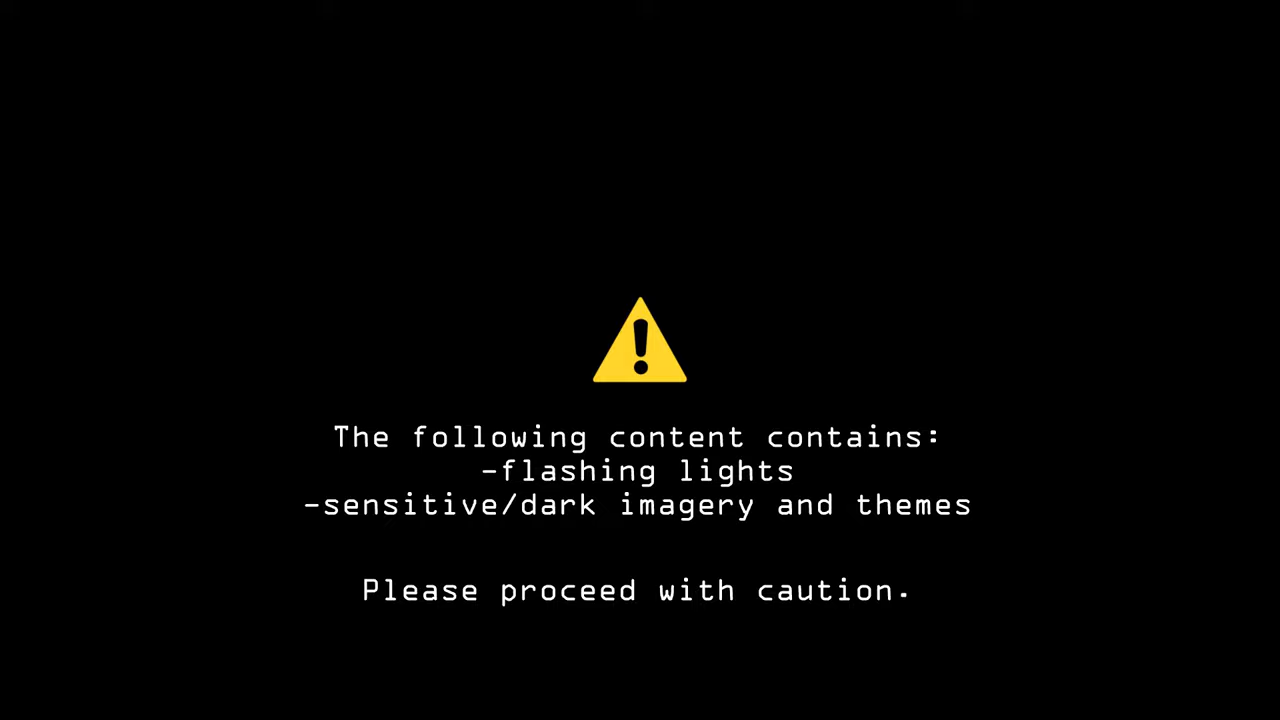 The following content contains:
-flashing lights
-sensitive/dark imagery and themes
Please proceed with caution.